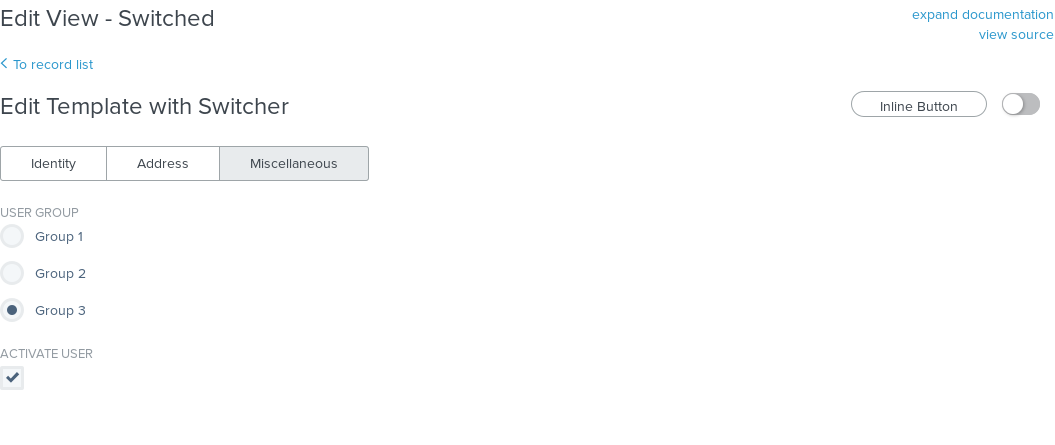 Edit View - Switched
expand documentation
view source
To record list
Edit Template with Switcher
Inline Button
Identity
Address
Miscellaneous
USER GROUP
Group 1
Group 2
Group 3
ACTIVATE USER